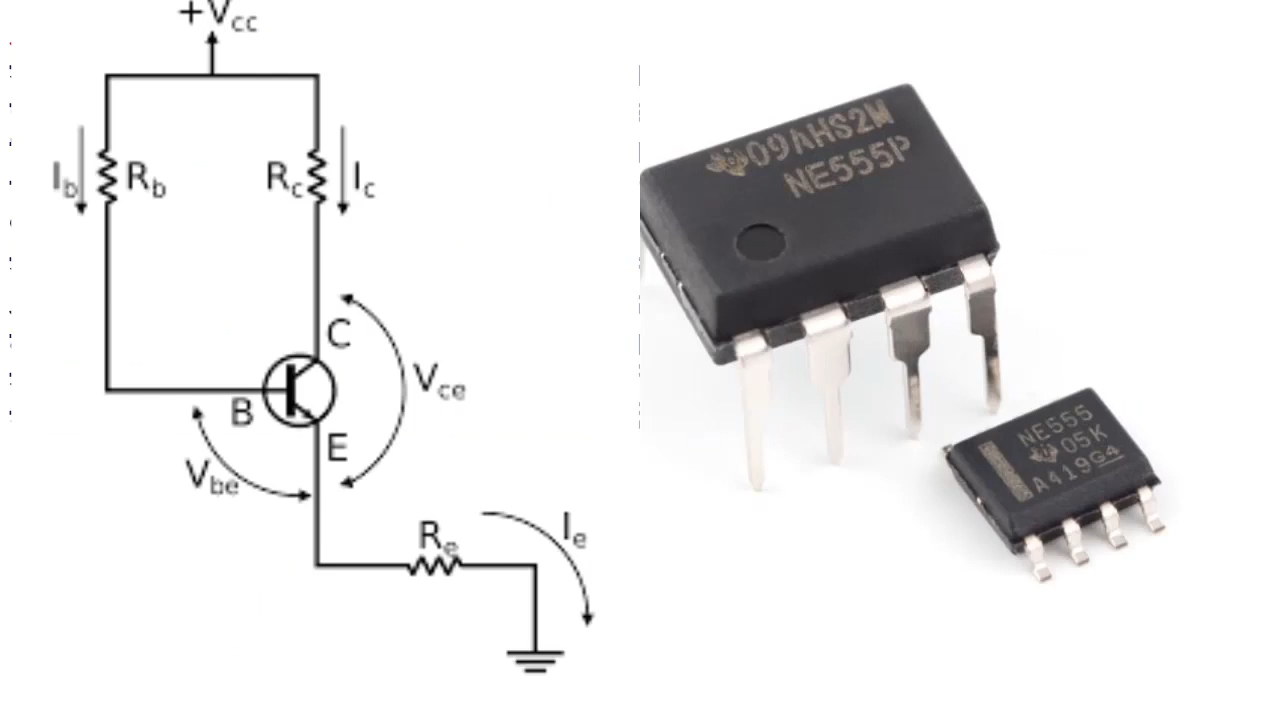 +Vcc
Ib
Rb
Rc
Ic
C
Vce
B
E
Vbe
Re
Ie
09AHS2M
NE555P
NE555
05K
A419G4